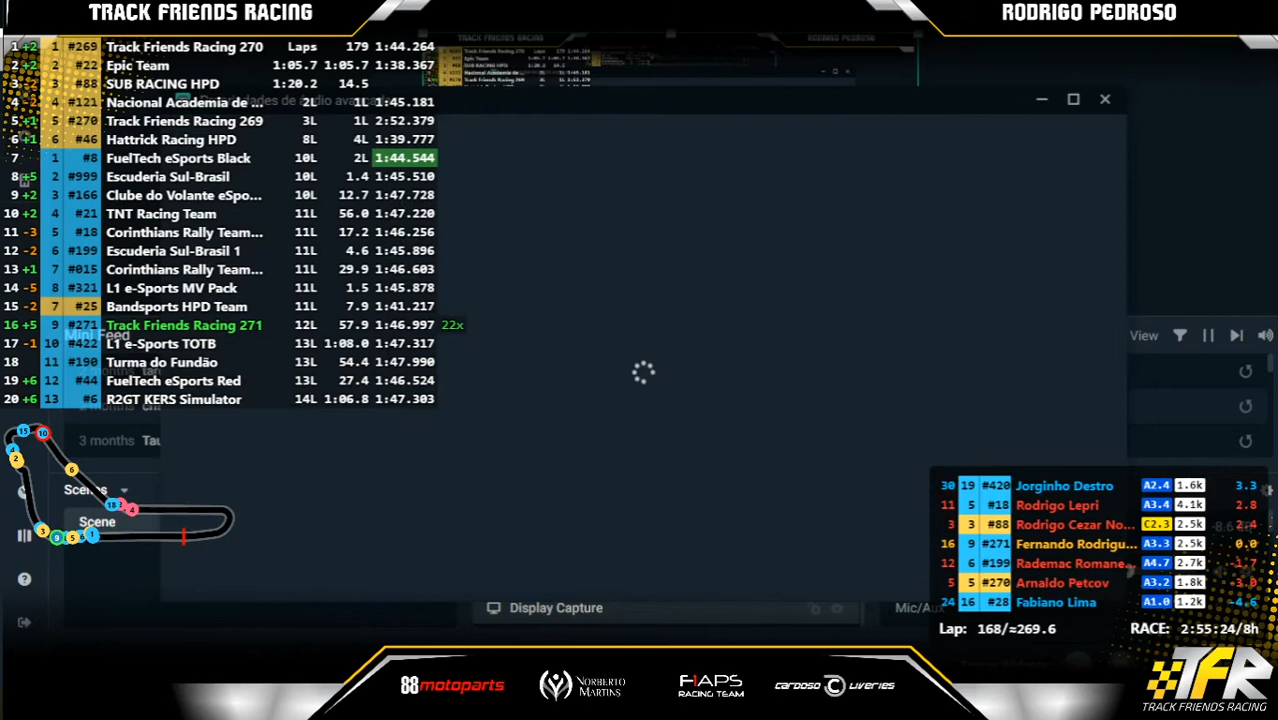 TRACK FRIENDS RACING
RODRIGO PEDROSO
1 +2 1 #269 Track Friends Racing 270 Laps 179 1:44.264
2 +2 2 #22 Epic Team 1:05.7 1:05.7 1:38.367
3 -2 3 #88 SUB RACING HPD 1:20.2 14.5
4 -2 4 #121 Nacional Academia de ... 2L 1L 1:45.181
5 +1 5 #270 Track Friends Racing 269 3L 1L 2:52.379
6 +1 6 #46 Hattrick Racing HPD 8L 4L 1:39.777
7 1 #8 FuelTech eSports Black 10L 2L 1:44.544
8 +5 2 #999 Escuderia Sul-Brasil 10L 1.4 1:45.510
9 +2 3 #166 Clube do Volante eSpo... 10L 12.7 1:47.728
10 +2 4 #21 TNT Racing Team 11L 56.0 1:47.220
11 -3 5 #18 Corinthians Rally Team... 11L 17.2 1:46.256
12 -2 6 #199 Escuderia Sul-Brasil 1 11L 4.6 1:45.896
13 +1 7 #015 Corinthians Rally Team... 11L 29.9 1:46.603
14 -5 8 #321 L1 e-Sports MV Pack 11L 1.5 1:45.878
15 -2 7 #25 Bandsports HPD Team 11L 7.9 1:41.217
16 +5 9 #271 Track Friends Racing 271 12L 57.9 1:46.997 22x
17 -1 10 #422 L1 e-Sports TOTB 13L 1:08.0 1:47.317
18 11 #190 Turma do Fundão 13L 54.4 1:47.990
19 +6 12 #44 FuelTech eSports Red 13L 27.4 1:46.524
20 +6 13 #6 R2GT KERS Simulator 14L 1:06.8 1:47.303
Mini Feed
View
3 months Tau
Scenes
Scene
Display Capture
Mic/Aux
30 19 #420 Jorginho Destro A2.4 1.6k 3.3
11 5 #18 Rodrigo Lepri A3.4 4.1k 2.8
3 3 #88 Rodrigo Cezar No... C2.3 2.5k 2.4
16 9 #271 Fernando Rodrigu... A3.3 2.5k 0.0
12 6 #199 Rademac Romane... A4.7 2.7k -1.7
5 5 #270 Arnaldo Petcov A3.2 1.8k -3.0
24 16 #28 Fabiano Lima A1.0 1.2k -4.6
Lap: 168/≈269.6 RACE: 2:55:24/8h
88motoparts
NORBERTO MARTINS
F1APS RACING TEAM
CARDOSO LIVERIES
TFR
TRACK FRIENDS RACING